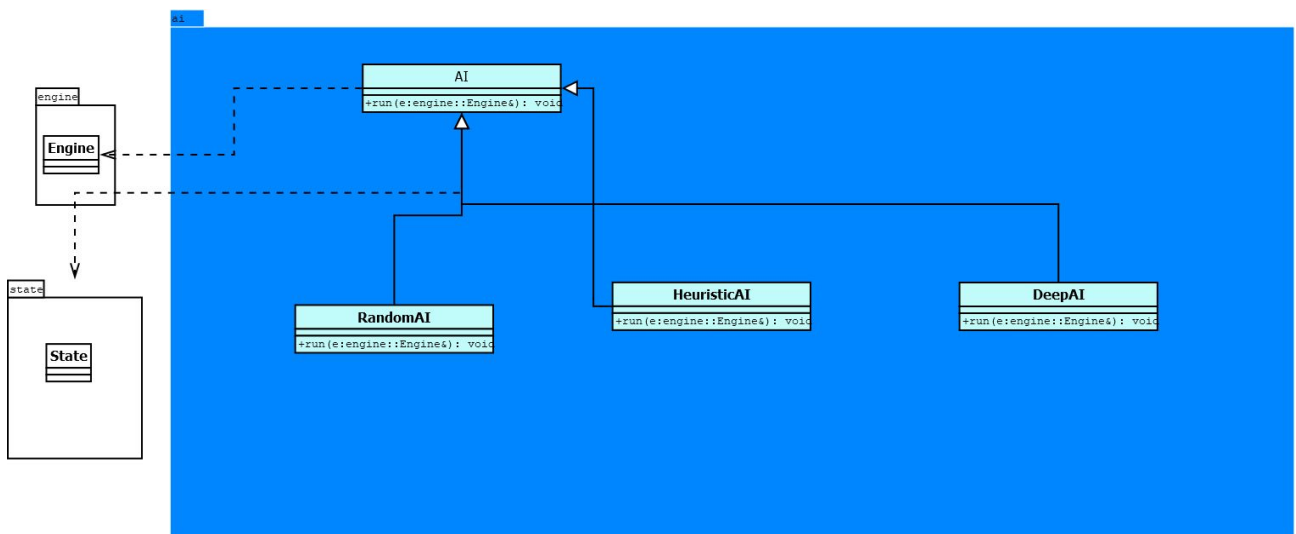 ai
AI
+run(e:engine::Engine&): void
engine
Engine
state
State
RandomAI
+run(e:engine::Engine&): void
HeuristicAI
+run(e:engine::Engine&): void
DeepAI
+run(e:engine::Engine&): void